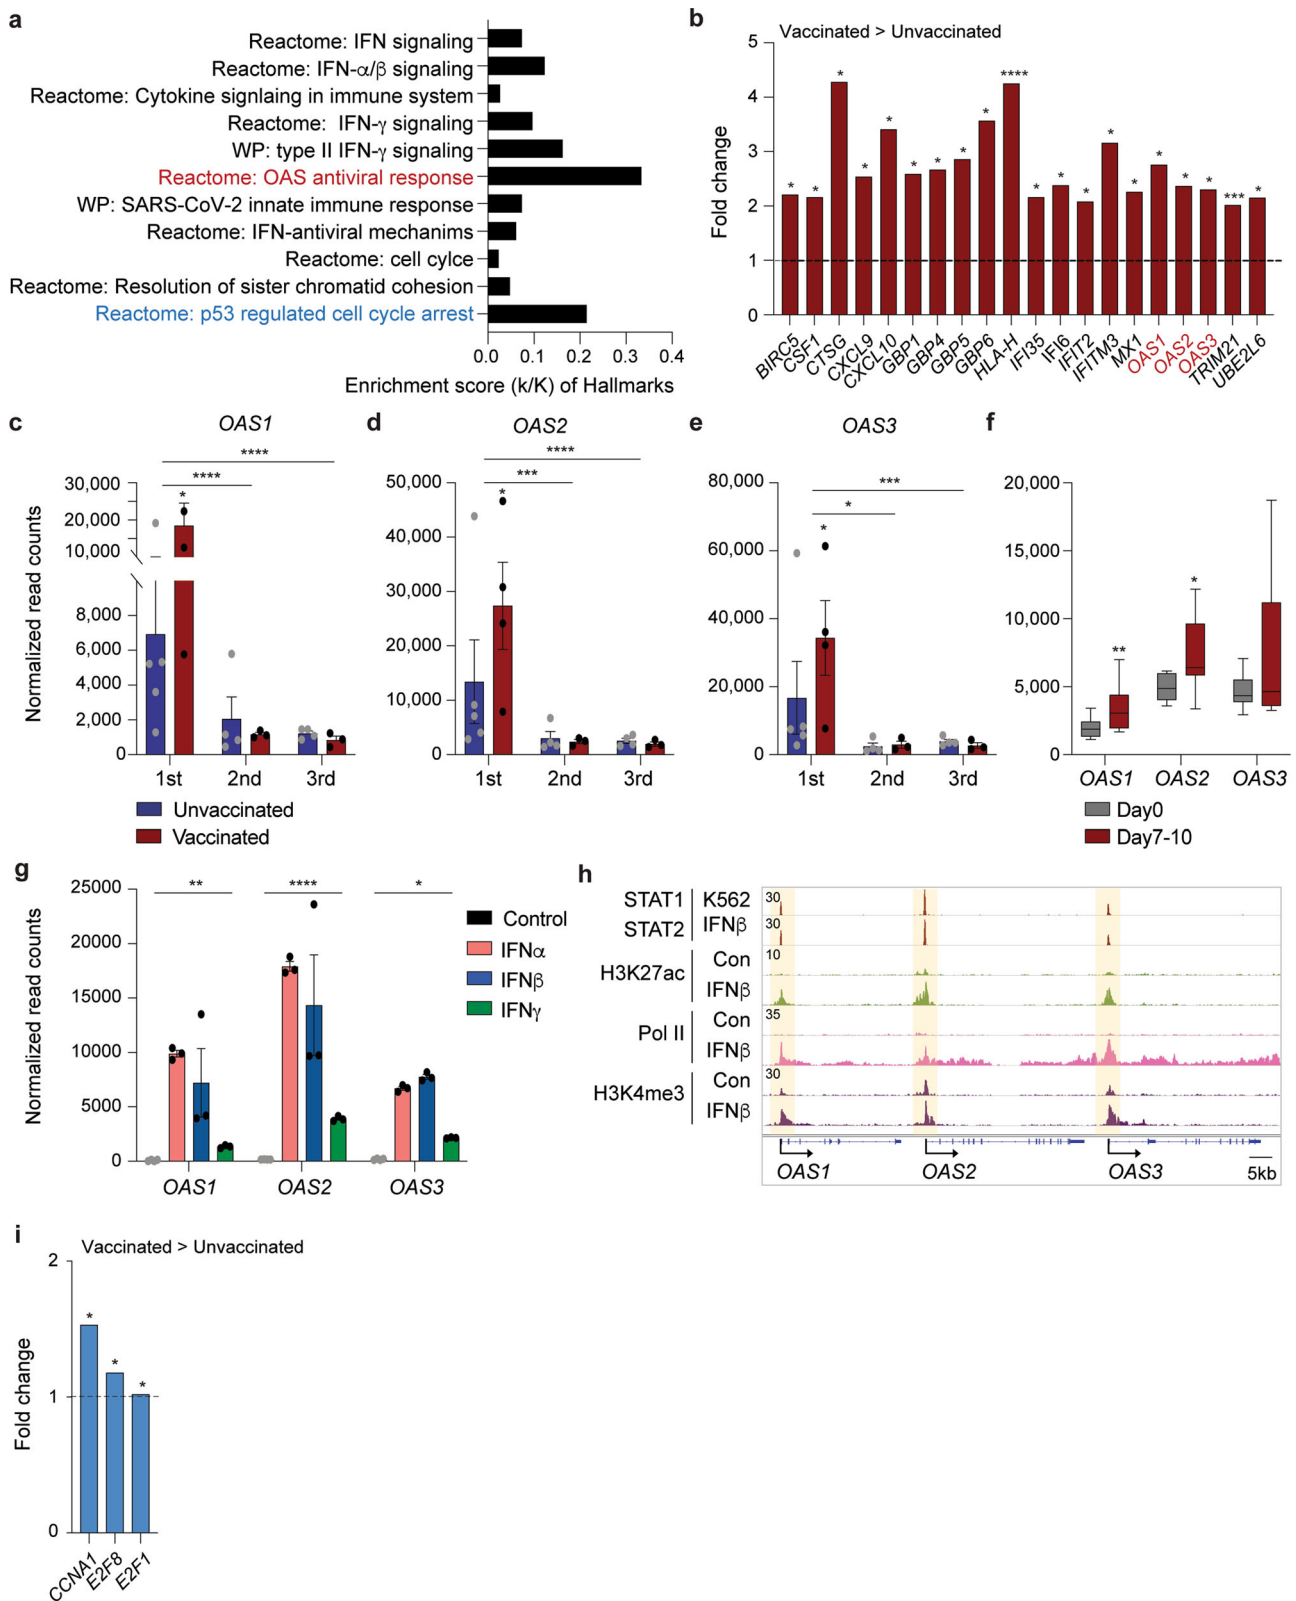 a
Reactome: IFN signaling
Reactome: IFN-α/β signaling
Reactome: Cytokine signlaing in immune system
Reactome: IFN-γ signaling
WP: type II IFN-γ signaling
Reactome: OAS antiviral response
WP: SARS-CoV-2 innate immune response
Reactome: IFN-antiviral mechanims
Reactome: cell cylce
Reactome: Resolution of sister chromatid cohesion
Reactome: p53 regulated cell cycle arrest
0.0 0.1 0.2 0.3 0.4
Enrichment score (k/K) of Hallmarks
b
Vaccinated > Unvaccinated
Fold change
5
4
3
2
1
0
* * * * * * * * * **** * * * * * * * * *** *
BIRC5 CSF1 CTSG CXCL9 CXCL10 GBP1 GBP4 GBP5 GBP6 HLA-H IFI35 IFI6 IFIT2 IFITM3 MX1 OAS1 OAS2 OAS3 TRIM21 UBE2L6
c
OAS1
Normalized read counts
****
****
*
30,000
20,000
10,000
8,000
6,000
4,000
2,000
0
1st 2nd 3rd
Unvaccinated
Vaccinated
d
OAS2
****
***
*
50,000
40,000
30,000
20,000
10,000
0
1st 2nd 3rd
e
OAS3
***
*
*
80,000
60,000
40,000
20,000
0
1st 2nd 3rd
f
20,000
15,000
10,000
5,000
0
**
*
OAS1 OAS2 OAS3
Day0
Day7-10
g
Normalized read counts
25000
20000
15000
10000
5000
0
** **** *
OAS1 OAS2 OAS3
Control
IFNα
IFNβ
IFNγ
h
STAT1 K562 30
STAT2 IFNβ 30
H3K27ac Con 10
IFNβ
Pol II Con 35
IFNβ
H3K4me3 Con 30
IFNβ
OAS1 OAS2 OAS3 5kb
i
Vaccinated > Unvaccinated
Fold change
2
1
0
* * *
CCNA1 E2F8 E2F1